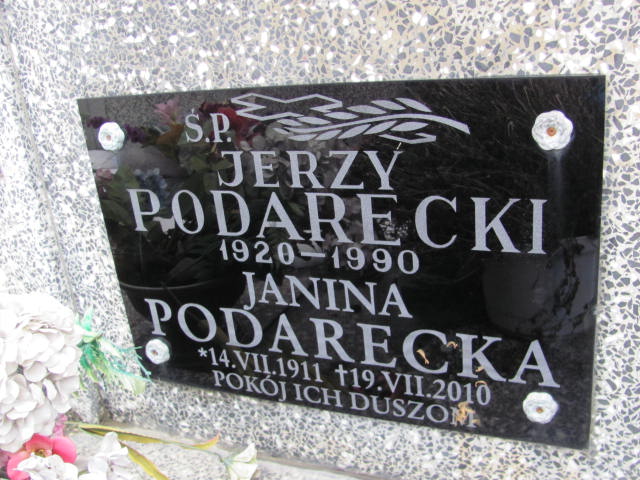 Ś.P.
JERZY
PODARECKI
1920-1990
JANINA
PODARECKA
*14.VII.1911 †19.VII.2010
POKÓJ ICH DUSZOM